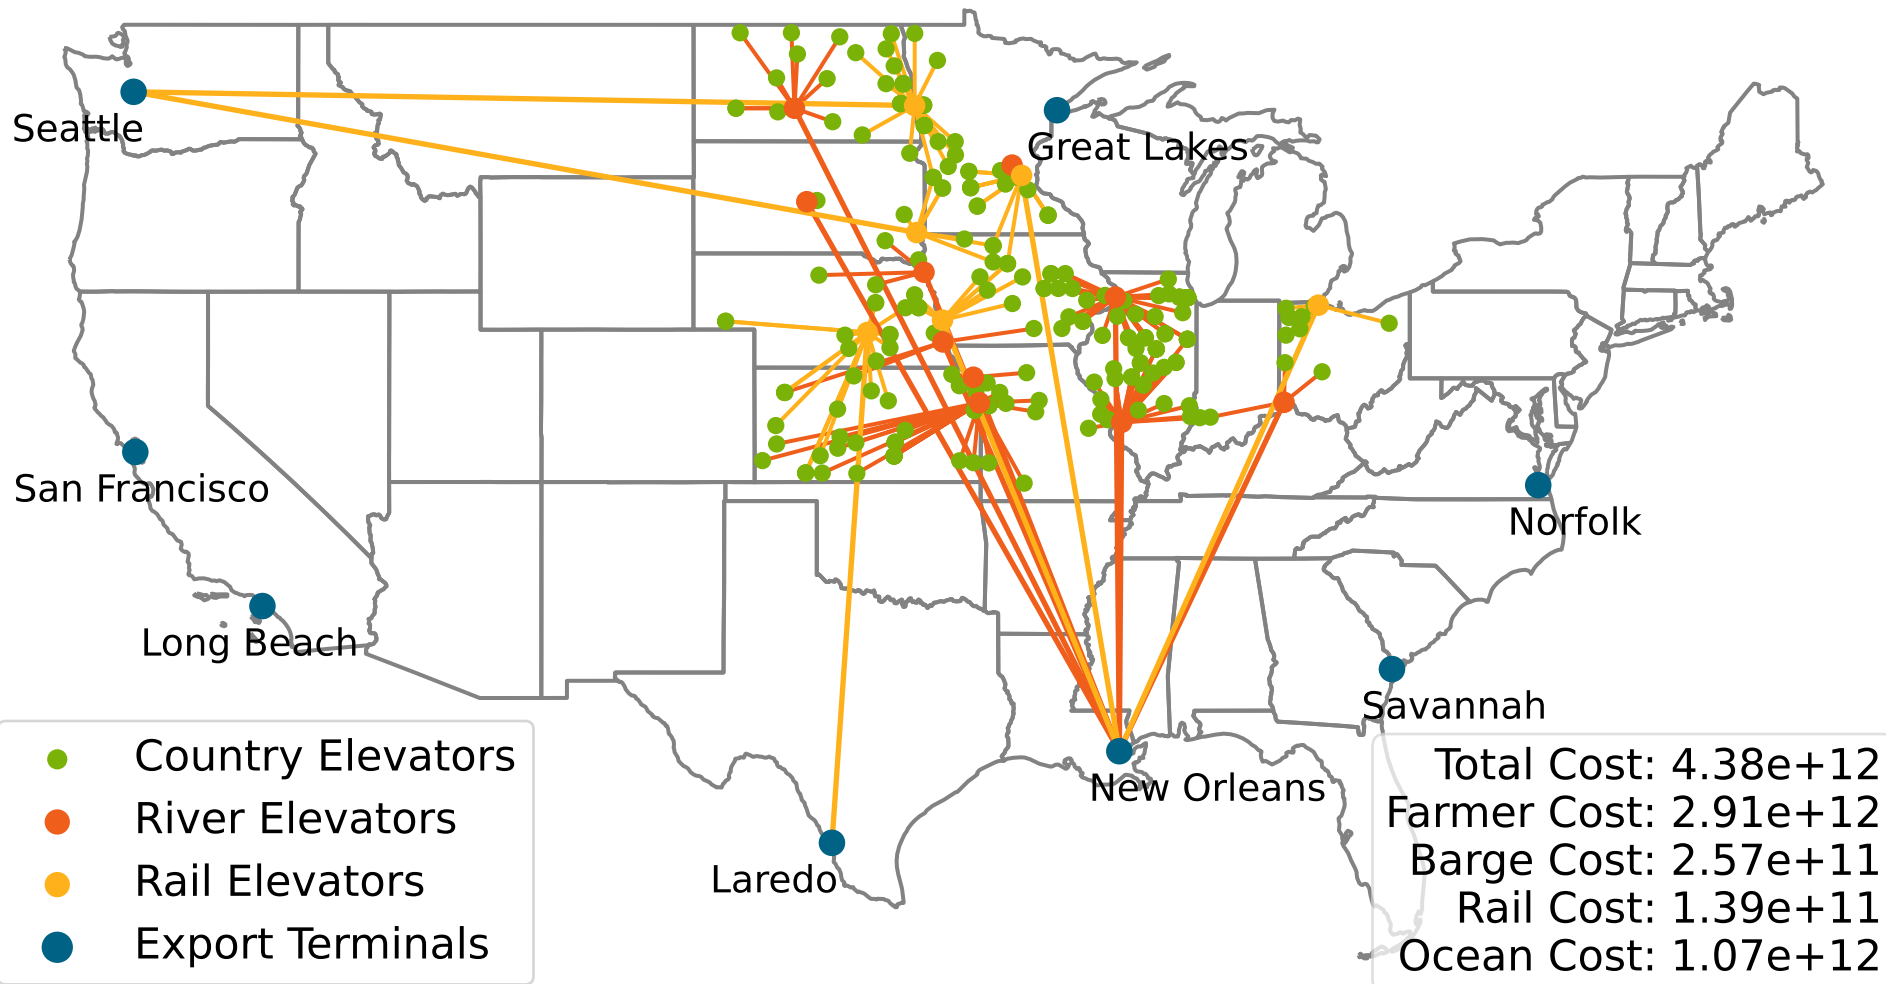 Seattle
Great Lakes
San Francisco
Norfolk
Long Beach
Savannah
New Orleans
Laredo
Country Elevators
River Elevators
Rail Elevators
Export Terminals
Total Cost: 4.38e+12
Farmer Cost: 2.91e+12
Barge Cost: 2.57e+11
Rail Cost: 1.39e+11
Ocean Cost: 1.07e+12